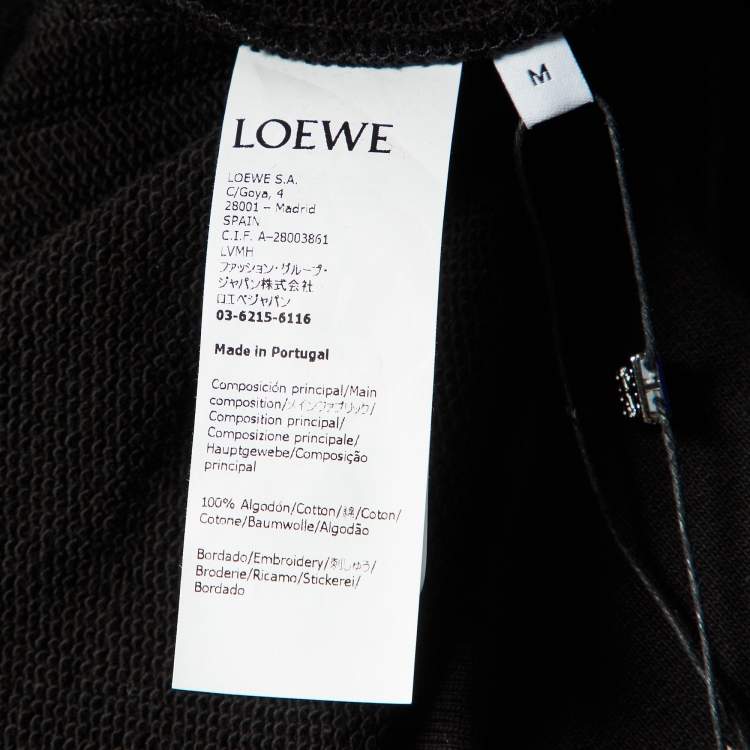 LOEWE
M
LOEWE S.A.
C/Goya, 4
28001 – Madrid
SPAIN
C.I.F. A-28003861
LVMH
ファッション・グループ・
ジャパン株式会社
ロエベジャパン
03-6215-6116
Made in Portugal
Composición principal/Main
composition/メインファブリック/
Composition principal/
Composizione principale/
Hauptgewebe/Composição
principal
100% Algodón/Cotton/綿/Coton/
Cotone/Baumwolle/Algodão
Bordado/Embroidery/刺しゅう/
Broderie/Ricamo/Stickerei/
Bordado